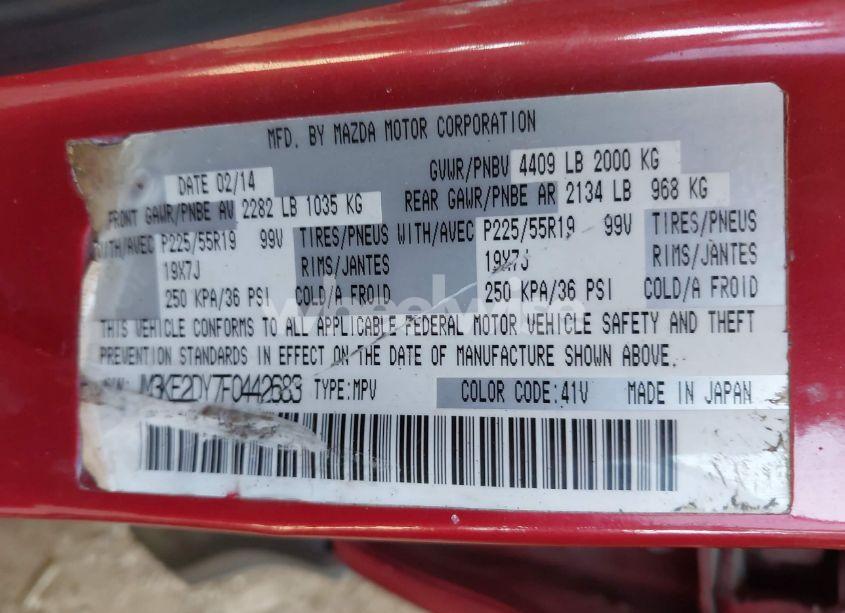 MFD. BY MAZDA MOTOR CORPORATION
DATE 02/14 GVWR/PNBV 4409 LB 2000 KG
FRONT GAWR/PNBE AV 2282 LB 1035 KG REAR GAWR/PNBE AR 2134 LB 968 KG
WITH/AVEC P225/55R19 99V TIRES/PNEUS WITH/AVEC P225/55R19 99V TIRES/PNEUS
19X7J RIMS/JANTES 19X7J RIMS/JANTES
250 KPA/36 PSI COLD/A FROID 250 KPA/36 PSI COLD/A FROID
THIS VEHICLE CONFORMS TO ALL APPLICABLE FEDERAL MOTOR VEHICLE SAFETY AND THEFT
PREVENTION STANDARDS IN EFFECT ON THE DATE OF MANUFACTURE SHOWN ABOVE.
JM3KE2DY7F0442683 TYPE:MPV COLOR CODE:41V MADE IN JAPAN